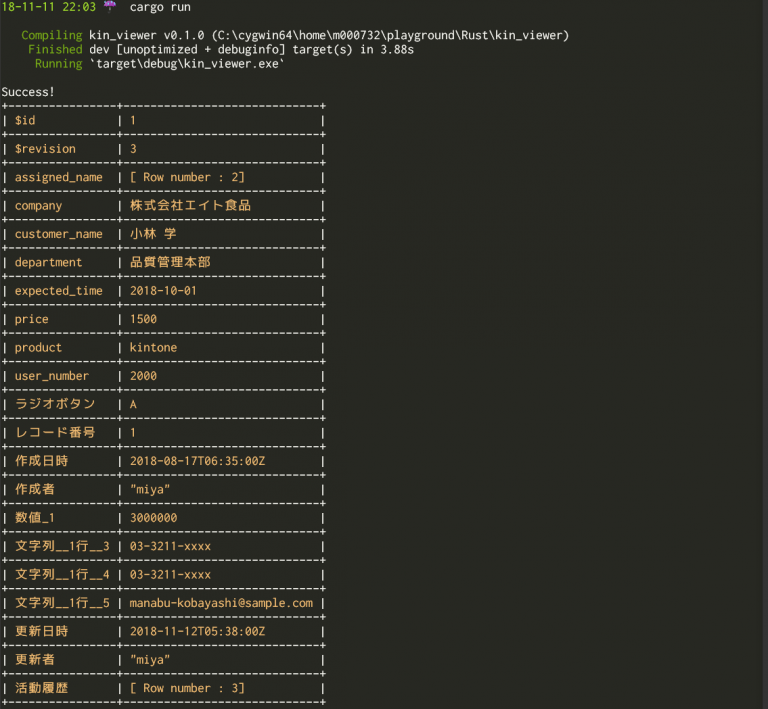 18-11-11 22:03 ☔ cargo run
Compiling kin_viewer v0.1.0 (C:\cygwin64\home\m000732\playground\Rust\kin_viewer)
Finished dev [unoptimized + debuginfo] target(s) in 3.88s
Running `target\debug\kin_viewer.exe`
Success!
+---------------+---------------------------+
| $id | 1 |
+---------------+---------------------------+
| $revision | 3 |
+---------------+---------------------------+
| assigned_name | [ Row number : 2] |
+---------------+---------------------------+
| company | 株式会社エイト食品 |
+---------------+---------------------------+
| customer_name | 小林 学 |
+---------------+---------------------------+
| department | 品質管理本部 |
+---------------+---------------------------+
| expected_time | 2018-10-01 |
+---------------+---------------------------+
| price | 1500 |
+---------------+---------------------------+
| product | kintone |
+---------------+---------------------------+
| user_number | 2000 |
+---------------+---------------------------+
| ラジオボタン | A |
+---------------+---------------------------+
| レコード番号 | 1 |
+---------------+---------------------------+
| 作成日時 | 2018-08-17T06:35:00Z |
+---------------+---------------------------+
| 作成者 | "miya" |
+---------------+---------------------------+
| 数値_1 | 3000000 |
+---------------+---------------------------+
| 文字列__1行__3 | 03-3211-xxxx |
+---------------+---------------------------+
| 文字列__1行__4 | 03-3211-xxxx |
+---------------+---------------------------+
| 文字列__1行__5 | manabu-kobayashi@sample.com |
+---------------+---------------------------+
| 更新日時 | 2018-11-12T05:38:00Z |
+---------------+---------------------------+
| 更新者 | "miya" |
+---------------+---------------------------+
| 活動履歴 | [ Row number : 3] |
+---------------+---------------------------+